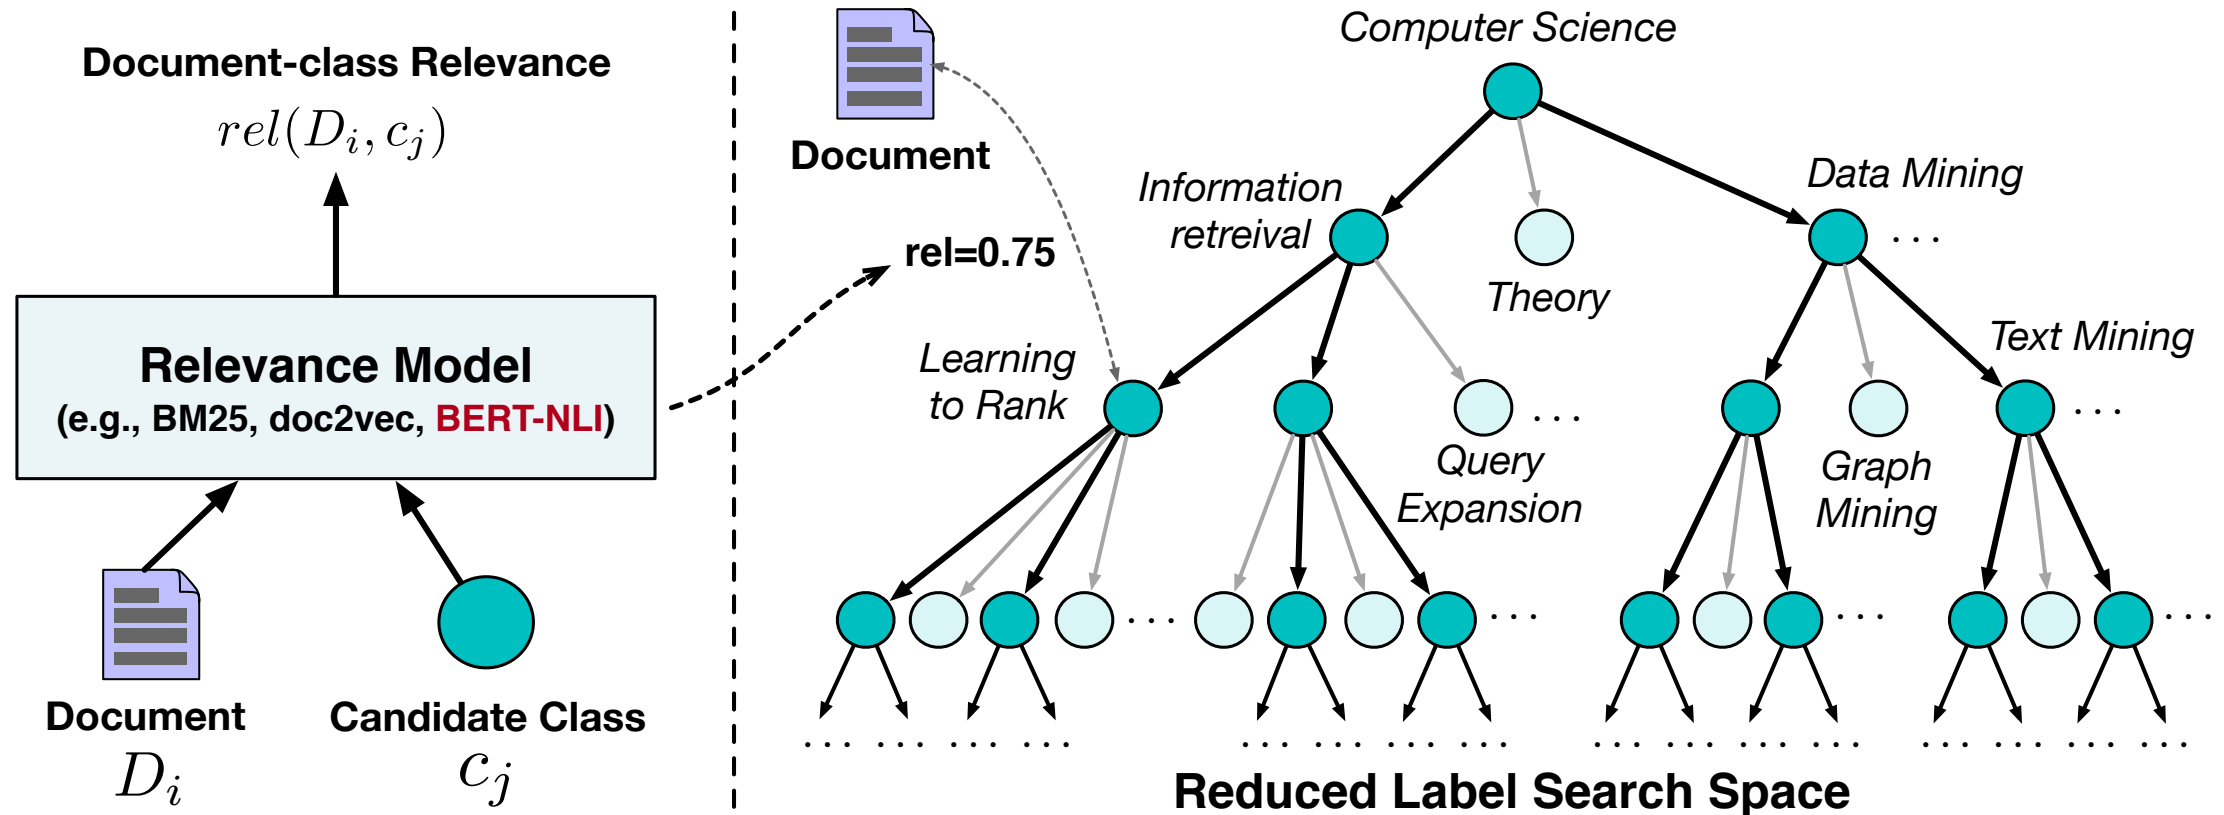 Document-class Relevance
rel(D_i, c_j)
Relevance Model
(e.g., BM25, doc2vec, BERT-NLI)
Document
D_i
Candidate Class
c_j
Document
rel=0.75
Computer Science
Information
retreival
Theory
Data Mining
. . .
Learning
to Rank
Query
Expansion
. . .
Graph
Mining
Text Mining
. . .
. . .
. . .
. . .
. . .
. . . . . . . . . . . .
. . . . . . . . . . . .
. . . . . . . . . . . .
. . . . . . . . . . . .
Reduced Label Search Space